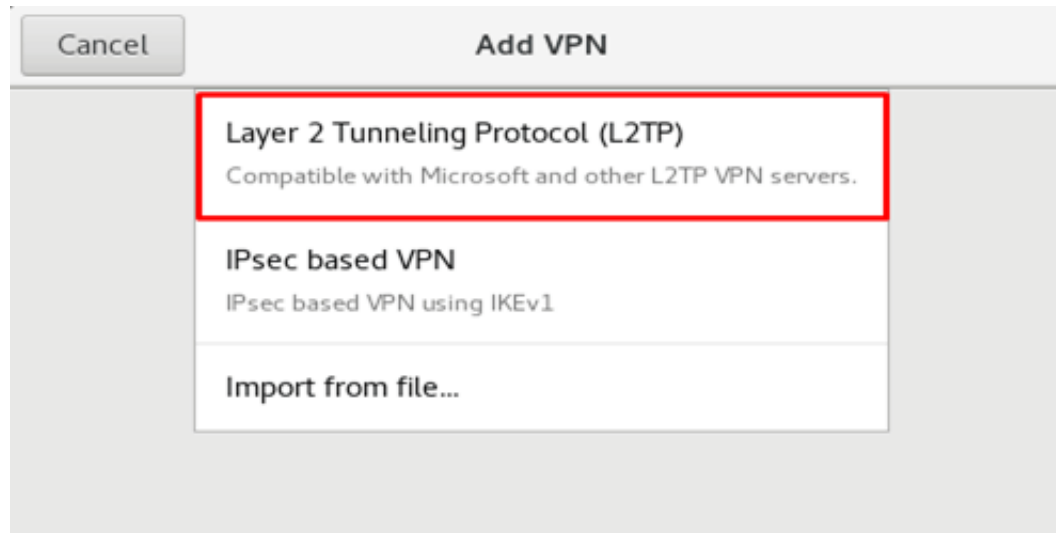 Cancel
Add VPN
Layer 2 Tunneling Protocol (L2TP)
Compatible with Microsoft and other L2TP VPN servers.
IPsec based VPN
IPsec based VPN using IKEv1
Import from file...